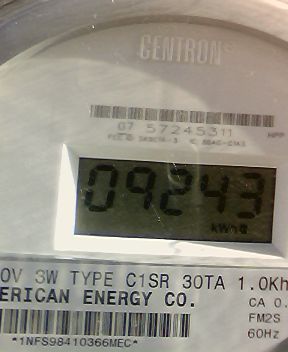 CENTRON®
07 57245311
09243
kWh
0V 3W TYPE C1SR 30TA 1.0Kh
ERICAN ENERGY CO.
CA 0.
FM2S
60Hz
*1NFS98410366MEC*